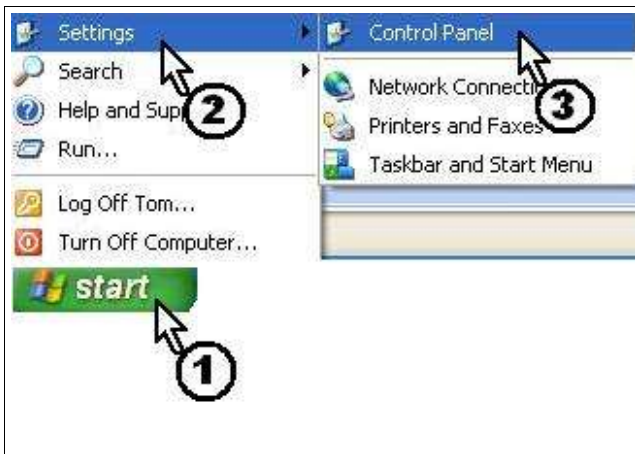 Settings
Control Panel
Search
2
Help and Sup
Network Connecti
3
Printers and Faxes
Run...
Taskbar and Start Menu
Log Off Tom...
Turn Off Computer...
start
1